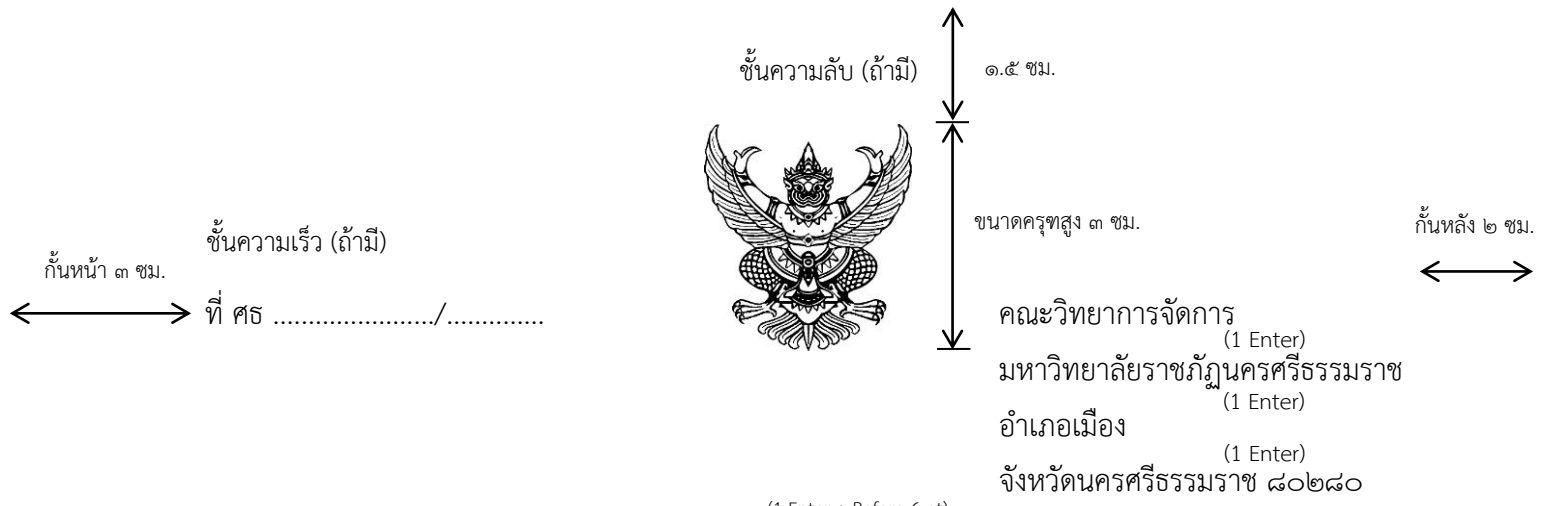 ชั้นความลับ (ถ้ามี)
๑.๕ ซม.
ขนาดครุฑสูง ๓ ซม.
กั้นหลัง ๒ ซม.
ชั้นความเร็ว (ถ้ามี)
กั้นหน้า ๓ ซม.
ที่ ศธ ......................./..............
คณะวิทยาการจัดการ
(1 Enter)
มหาวิทยาลัยราชภัฏนครศรีธรรมราช
(1 Enter)
อำเภอเมือง
(1 Enter)
จังหวัดนครศรีธรรมราช ๘๐๒๘๐